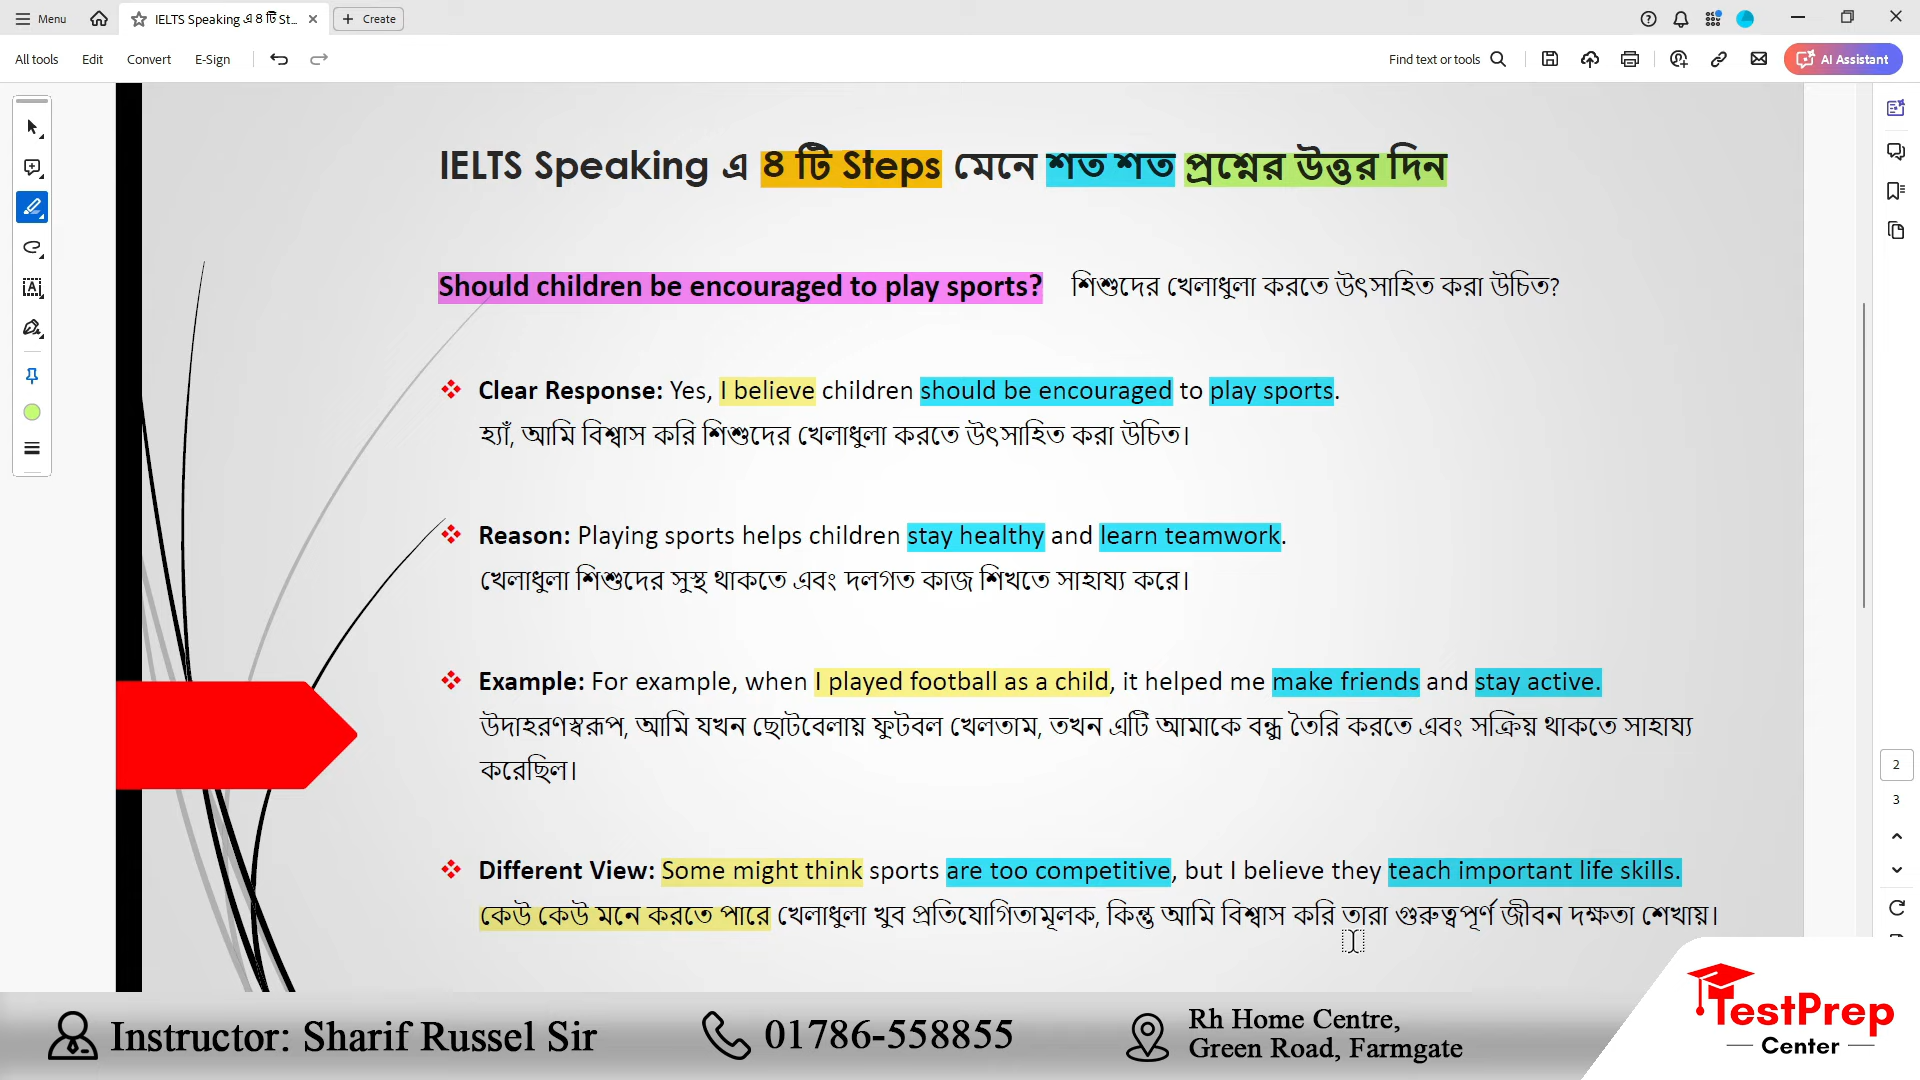 Menu
IELTS Speaking এ ৪ টি St...
Create
All tools
Edit
Convert
E-Sign
Find text or tools
AI Assistant
IELTS Speaking এ ৪ টি Steps মেনে শত শত প্রশ্নের উত্তর দিন
Should children be encouraged to play sports? শিশুদের খেলাধুলা করতে উৎসাহিত করা উচিত?
Clear Response: Yes, I believe children should be encouraged to play sports.
হ্যাঁ, আমি বিশ্বাস করি শিশুদের খেলাধুলা করতে উৎসাহিত করা উচিত।
Reason: Playing sports helps children stay healthy and learn teamwork.
খেলাধুলা শিশুদের সুস্থ থাকতে এবং দলগত কাজ শিখতে সাহায্য করে।
Example: For example, when I played football as a child, it helped me make friends and stay active.
উদাহরণস্বরূপ, আমি যখন ছোটবেলায় ফুটবল খেলতাম, তখন এটি আমাকে বন্ধু তৈরি করতে এবং সক্রিয় থাকতে সাহায্য
করেছিল।
Different View: Some might think sports are too competitive, but I believe they teach important life skills.
কেউ কেউ মনে করতে পারে খেলাধুলা খুব প্রতিযোগিতামূলক, কিন্তু আমি বিশ্বাস করি তারা গুরুত্বপূর্ণ জীবন দক্ষতা শেখায়।
2
3
Instructor: Sharif Russel Sir
01786-558855
Rh Home Centre,
Green Road, Farmgate
TestPrep
Center